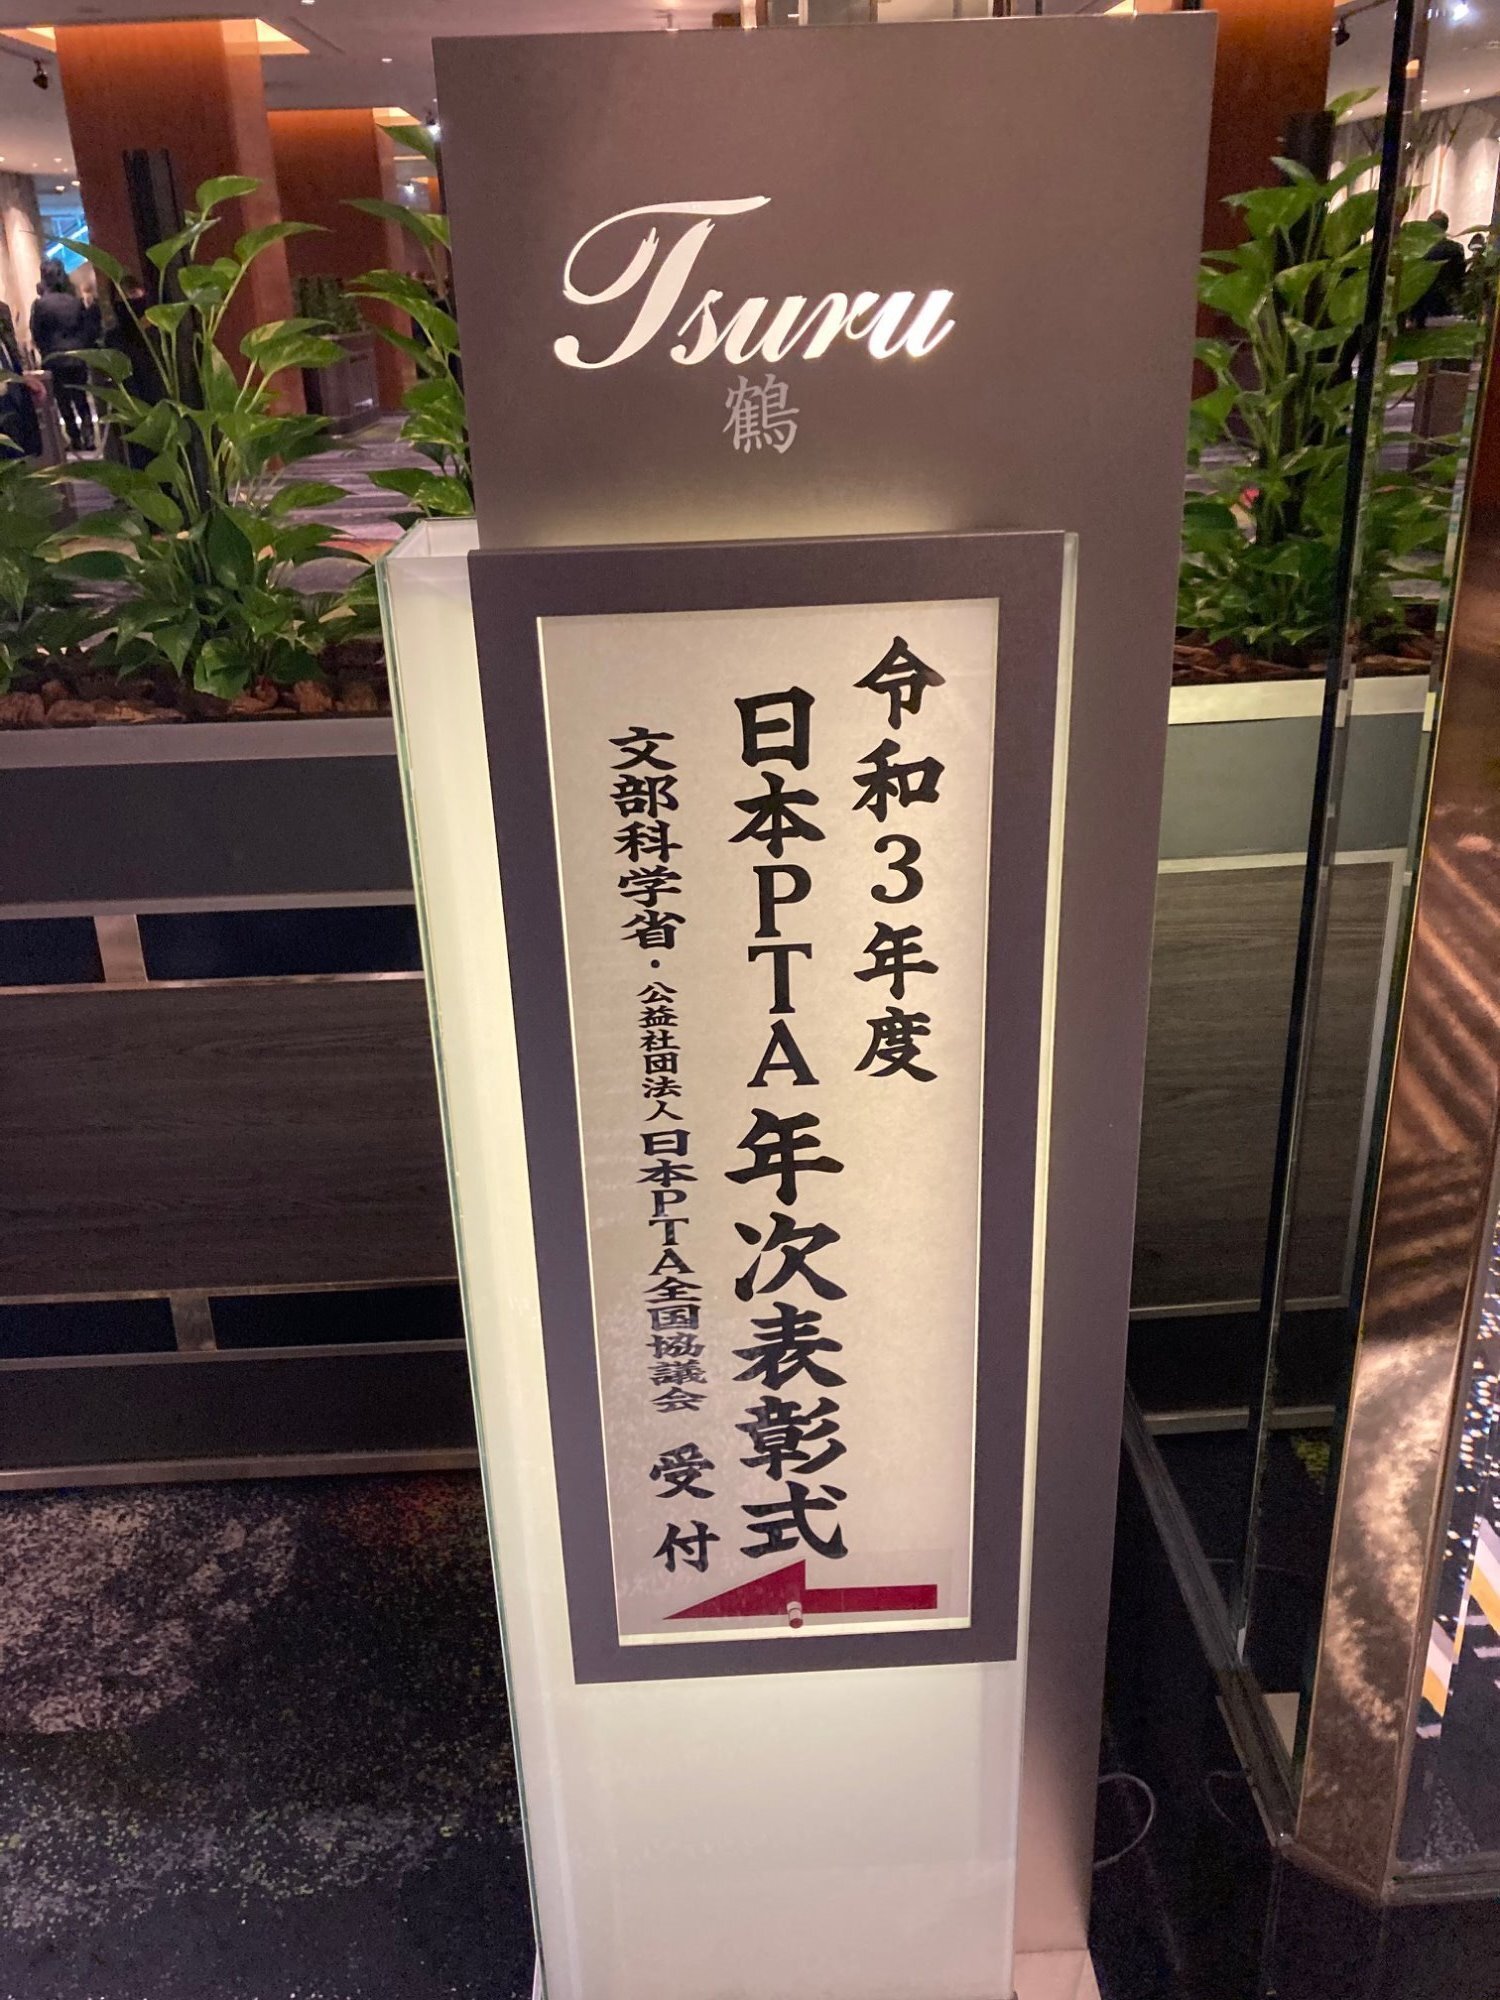 Tsuru
鶴
令和3年度
日本PTA年次表彰式
文部科学省・公益社団法人日本PTA全国協議会 受付